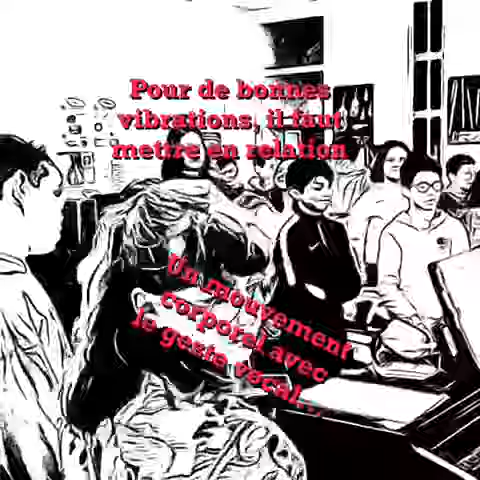 Pour de bonnes
vibrations, il faut
mettre en relation
Un mouvement
corporel avec
le geste vocal...